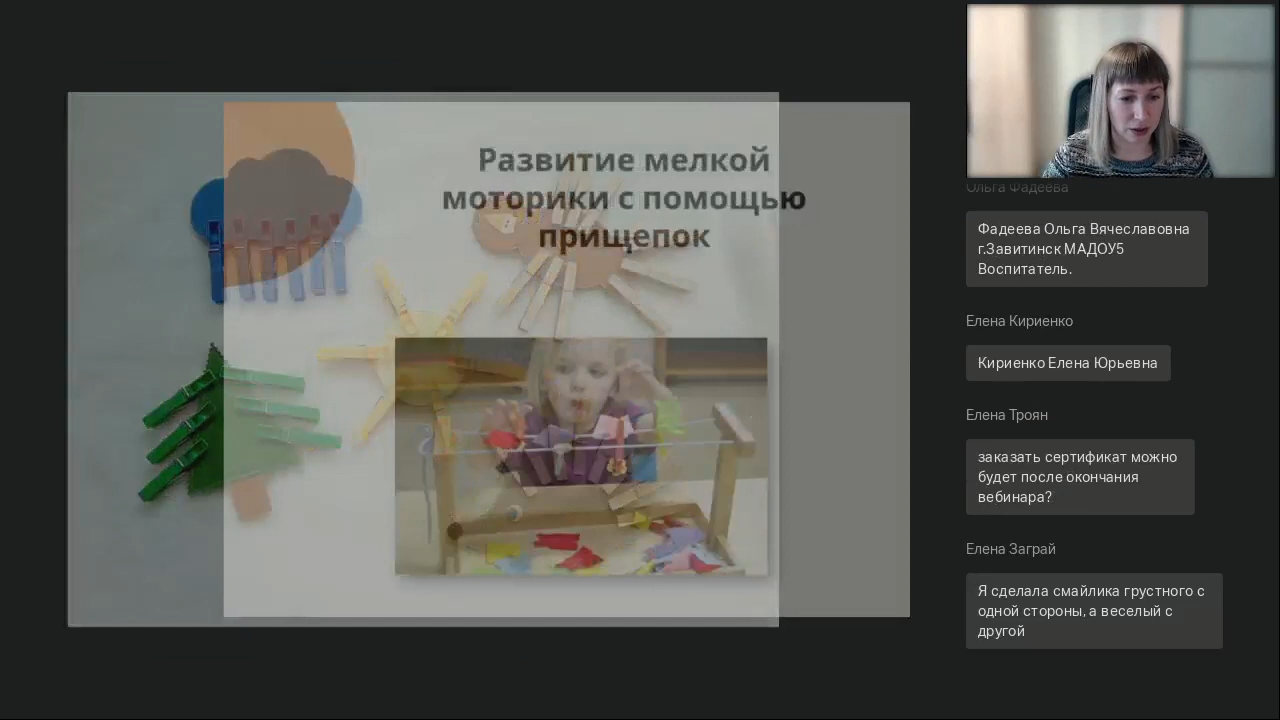 Развитие мелкой
моторики с помощью
прищепок
Ольга Фадеева
Фадеева Ольга Вячеславовна
г.Завитинск МАДОУ5
Воспитатель.
Елена Кириенко
Кириенко Елена Юрьевна
Елена Троян
заказать сертификат можно
будет после окончания
вебинара?
Елена Заграй
Я сделала смайлика грустного с
одной стороны, а веселый с
другой